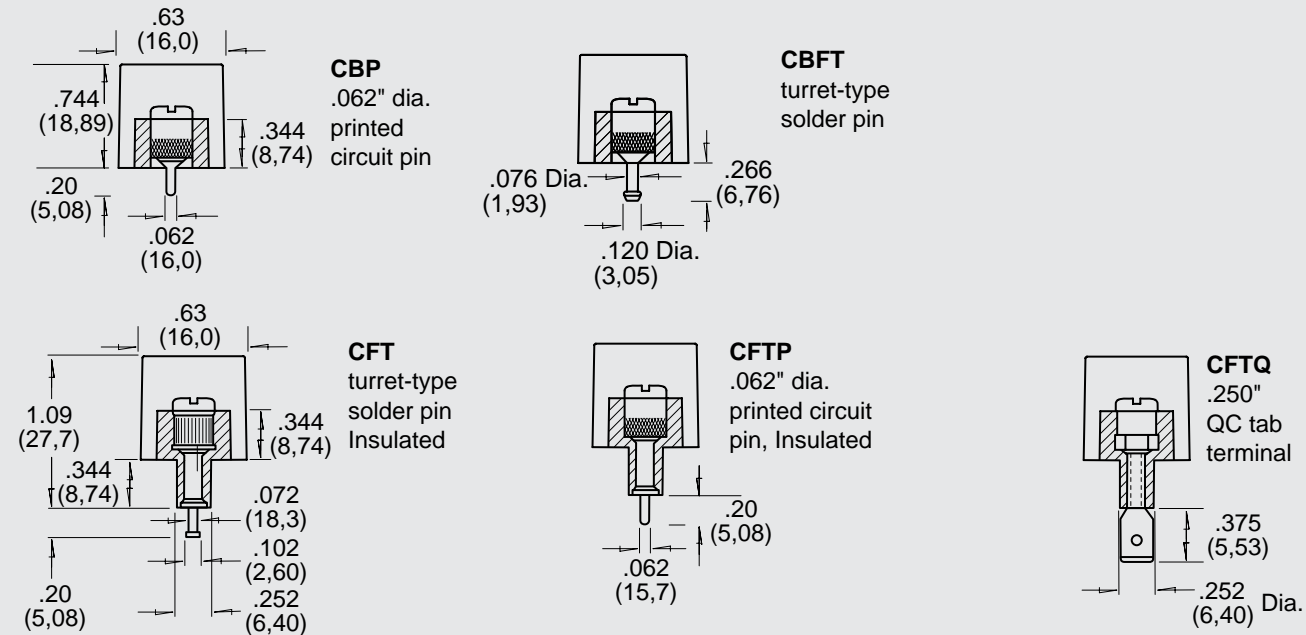 .63
(16,0)
.744
(18,89)
.344
(8,74)
.20
(5,08)
.062
(16,0)
CBP
.062" dia.
printed
circuit pin
.076 Dia.
(1,93)
.266
(6,76)
.120 Dia.
(3,05)
CBFT
turret-type
solder pin
.63
(16,0)
1.09
(27,7)
.344
(8,74)
.344
(8,74)
.072
(18,3)
.102
(2,60)
.20
(5,08)
.252
(6,40)
CFT
turret-type
solder pin
Insulated
CFTP
.062" dia.
printed circuit
pin, Insulated
.20
(5,08)
.062
(15,7)
CFTQ
.250"
QC tab
terminal
.375
(5,53)
.252 Dia.
(6,40)